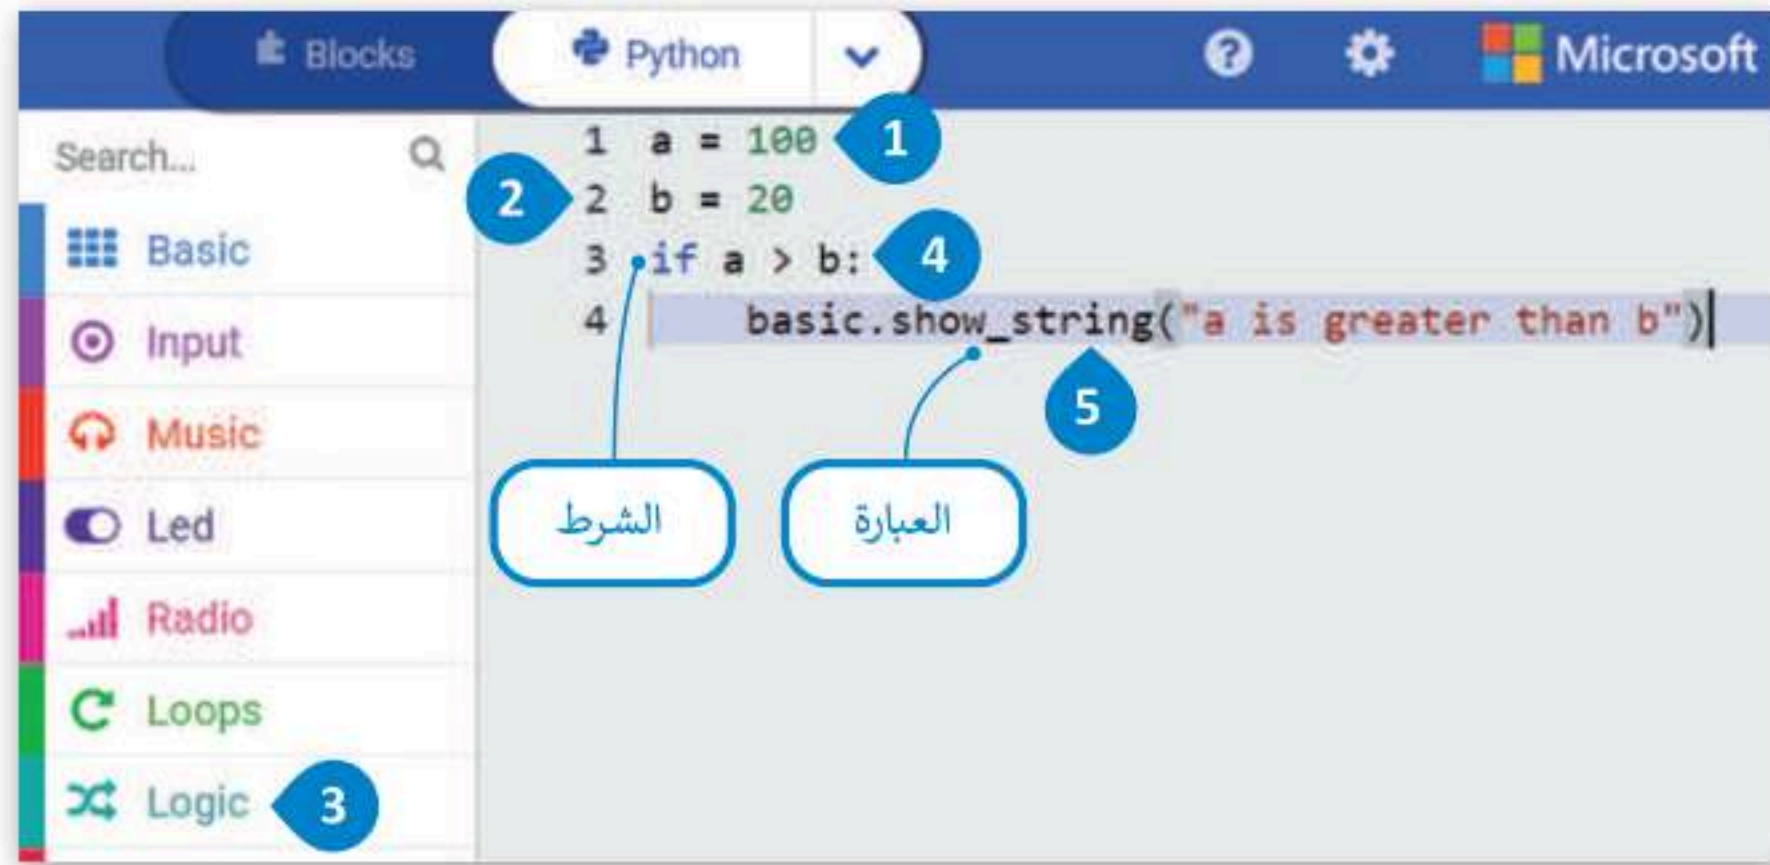 Blocks Python Microsoft
Search...
Basic
Input
Music
Led
Radio
Loops
Logic 3
1 a = 100 1
2 2 b = 20
3 if a > b: 4
4 basic.show_string("a is greater than b")
5
الشرط
العبارة